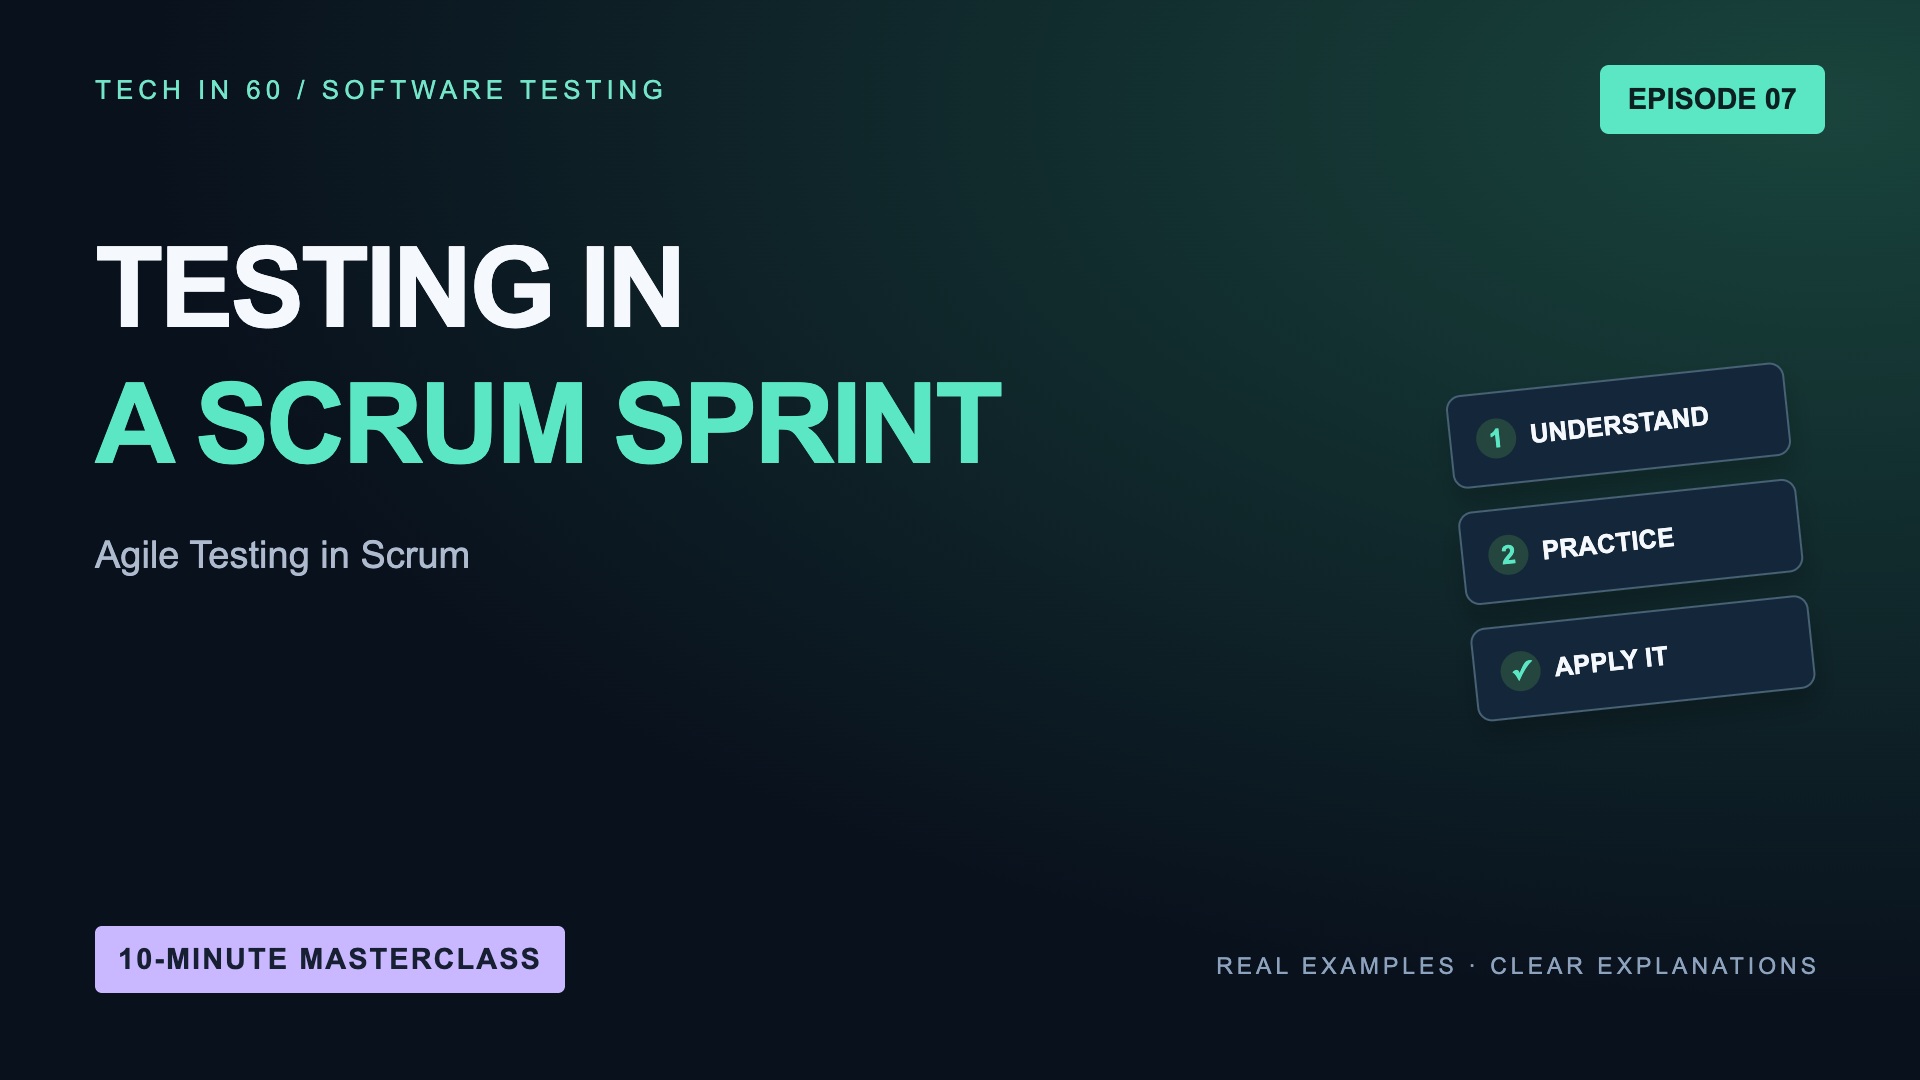 TECH IN 60 / SOFTWARE TESTING
EPISODE 07
TESTING IN
A SCRUM SPRINT
Agile Testing in Scrum
1 UNDERSTAND
2 PRACTICE
✓ APPLY IT
10-MINUTE MASTERCLASS
REAL EXAMPLES · CLEAR EXPLANATIONS